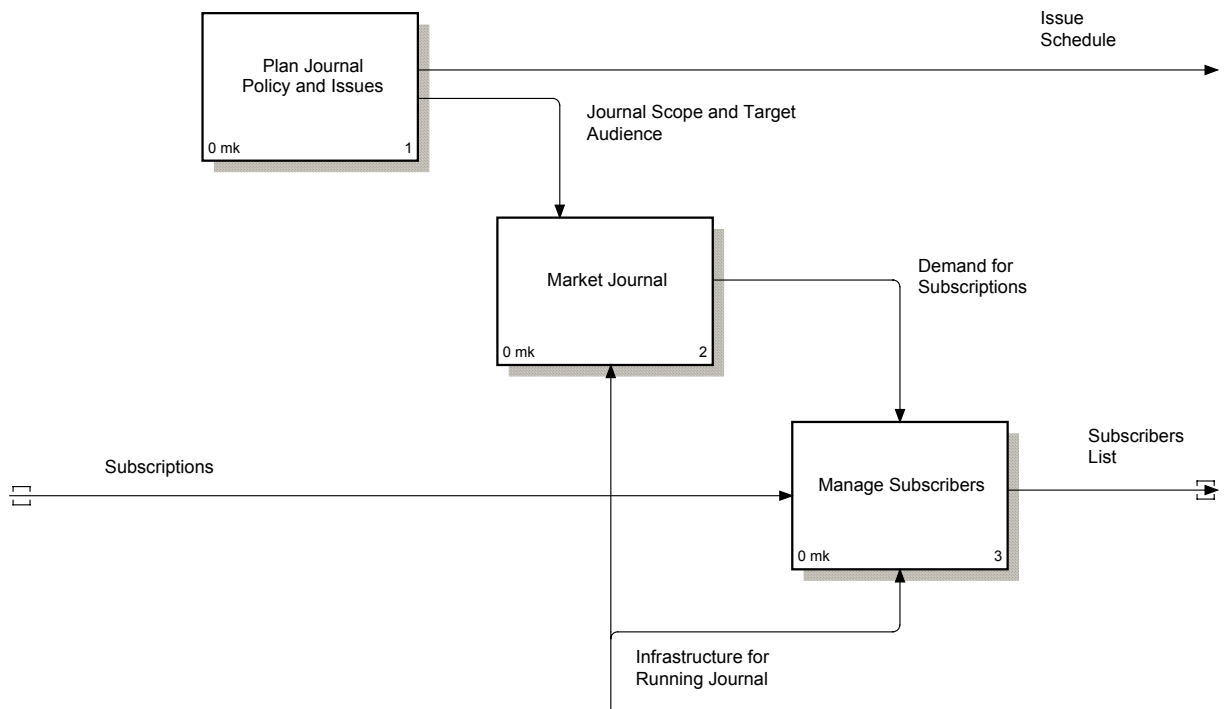 Issue
Schedule
Plan Journal
Policy and Issues
0 mk
1
Journal Scope and Target
Audience
Market Journal
0 mk
2
Demand for
Subscriptions
Subscriptions
Manage Subscribers
0 mk
3
Subscribers
List
Infrastructure for
Running Journal